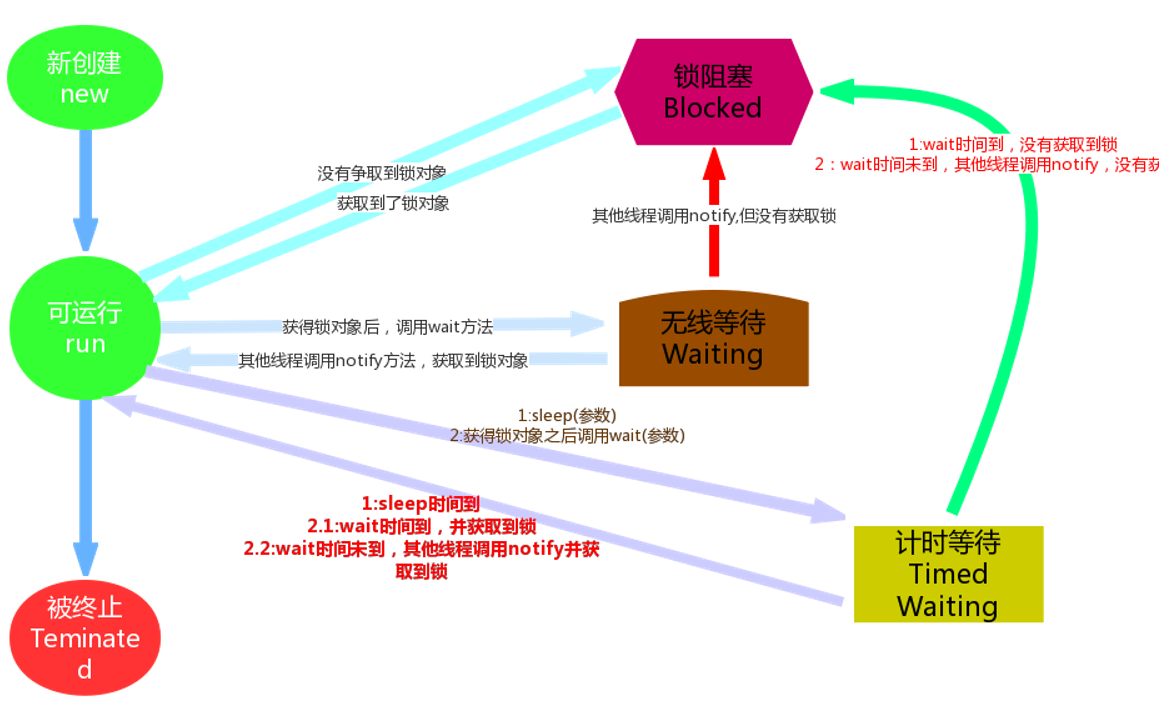 新创建
new
锁阻塞
Blocked
1:wait时间到，没有获取到锁
2：wait时间未到，其他线程调用notify，没有获
没有争取到锁对象
获取到了锁对象
其他线程调用notify,但没有获取锁
可运行
run
获得锁对象后，调用wait方法
其他线程调用notify方法，获取到锁对象
无线等待
Waiting
1:sleep(参数)
2:获得锁对象之后调用wait(参数)
1:sleep时间到
2.1:wait时间到，并获取到锁
2.2:wait时间未到，其他线程调用notify并获
取到锁
计时等待
Timed
Waiting
被终止
Teminate
d